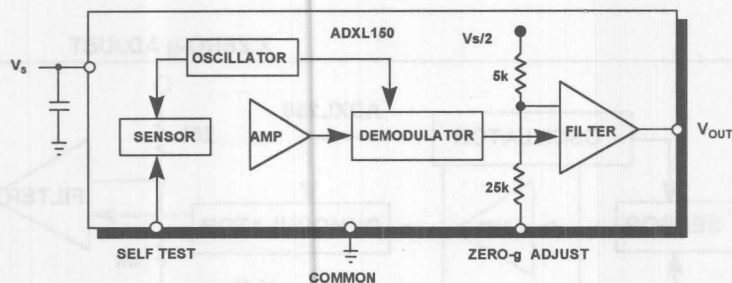 ADXL150
Vs/2
OSCILLATOR
5k
VS
SENSOR
AMP
DEMODULATOR
FILTER
VOUT
25k
SELF TEST
COMMON
ZERO-g ADJUST